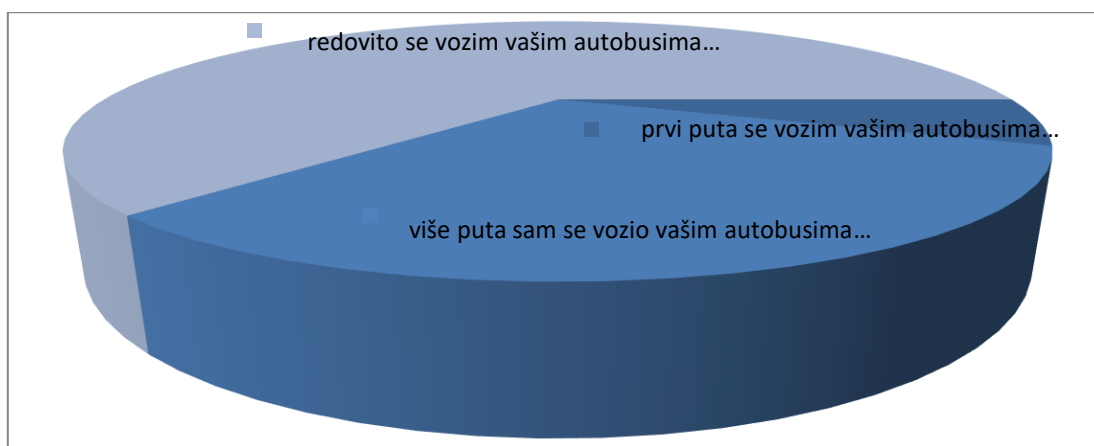 redovito se vozim vašim autobusima…
prvi puta se vozim vašim autobusima…
više puta sam se vozio vašim autobusima…